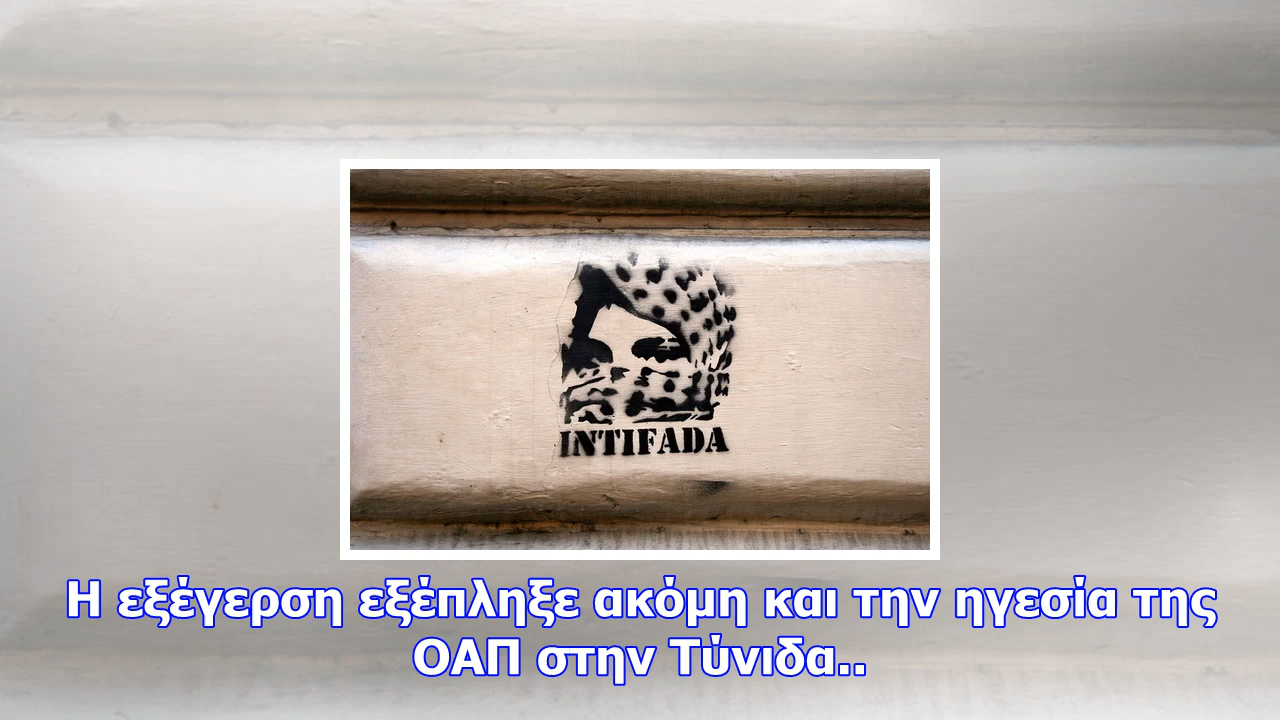 INTIFADA
Η εξέγερση εξέπληξε ακόμη και την ηγεσία της
ΟΑΠ στην Τύνιδα..